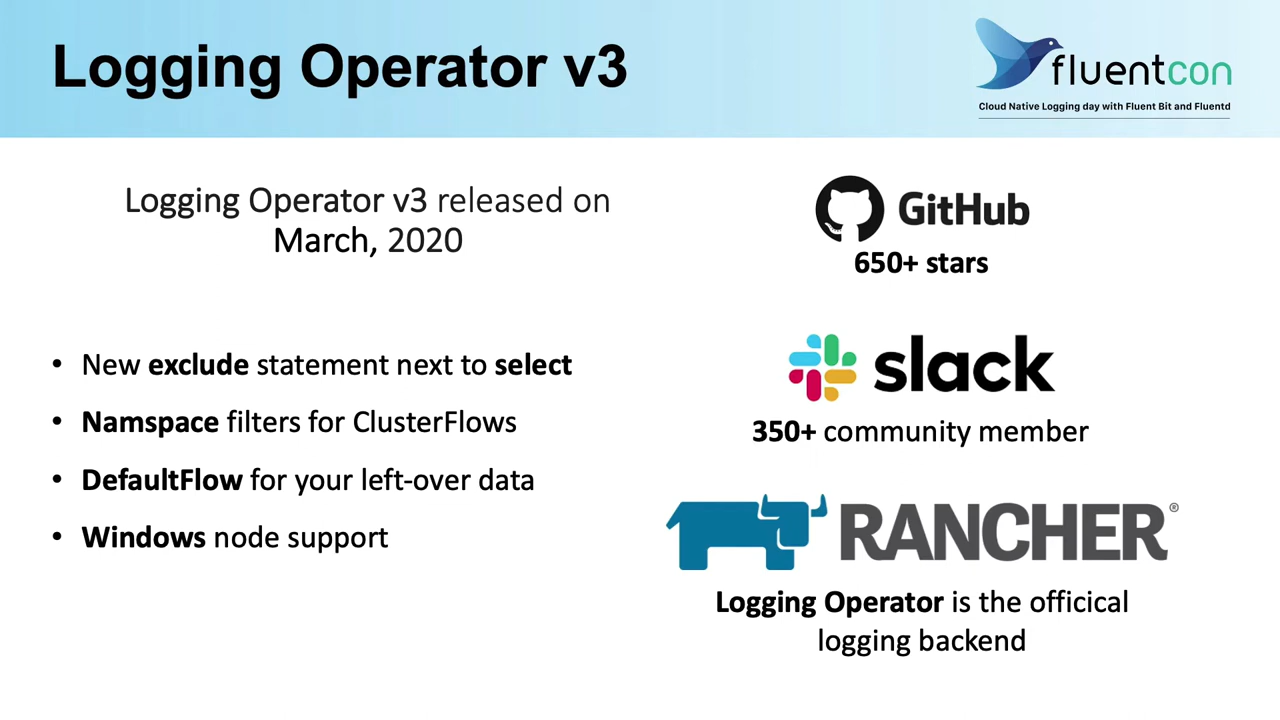 Logging Operator v3
fluentcon
Cloud Native Logging day with Fluent Bit and Fluentd
Logging Operator v3 released on
March, 2020
• New exclude statement next to select
• Namspace filters for ClusterFlows
• DefaultFlow for your left-over data
• Windows node support
GitHub
650+ stars
slack
350+ community member
RANCHER®
Logging Operator is the officical
logging backend